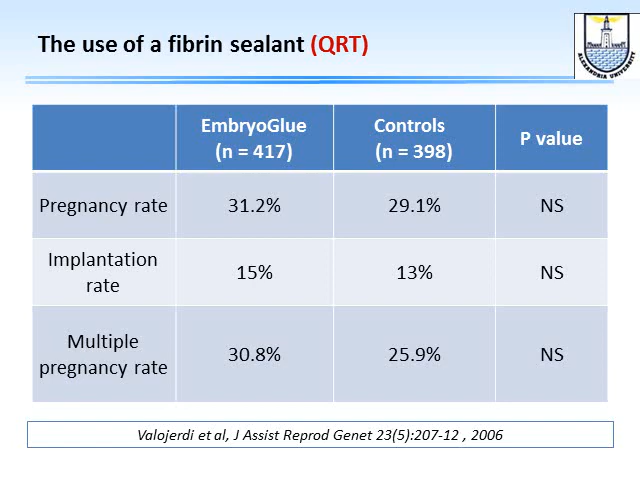 The use of a fibrin sealant (QRT)
ALEXANDRIA UNIVERSITY
EmbryoGlue
(n = 417)
Controls
(n = 398)
P value
Pregnancy rate
31.2%
29.1%
NS
Implantation
rate
15%
13%
NS
Multiple
pregnancy rate
30.8%
25.9%
NS
Valojerdi et al, J Assist Reprod Genet 23(5):207-12 , 2006